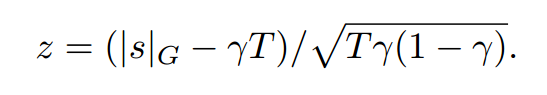 z = (|s|_G − γT)/√(Tγ(1 − γ)).